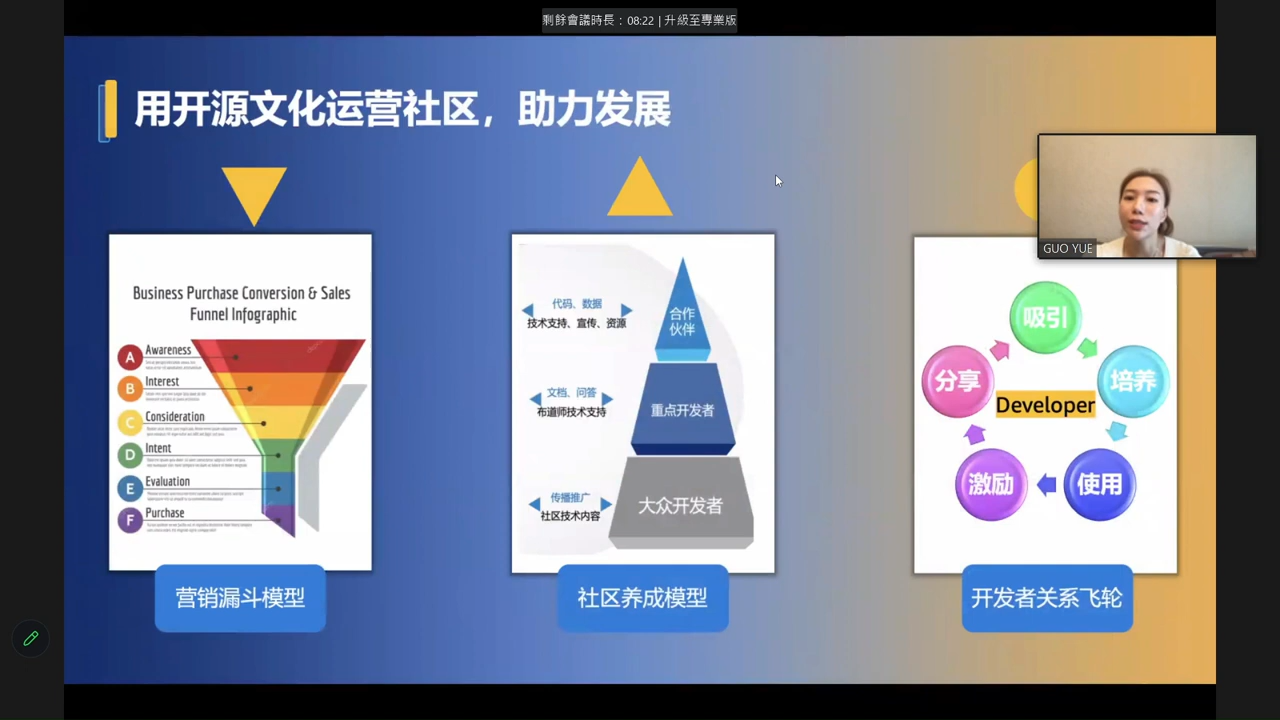 剩餘會議時長：08:22 | 升級至專業版
用开源文化运营社区，助力发展
GUO YUE
Business Purchase Conversion & Sales
Funnel Infographic
A Awareness
B Interest
C Consideration
D Intent
E Evaluation
F Purchase
营销漏斗模型
代码、数据
技术支持、宣传、资源
合作
伙伴
文档、问答
布道师技术支持
重点开发者
传播推广
社区技术内容
大众开发者
社区养成模型
吸引
分享
培养
Developer
激励
使用
开发者关系飞轮